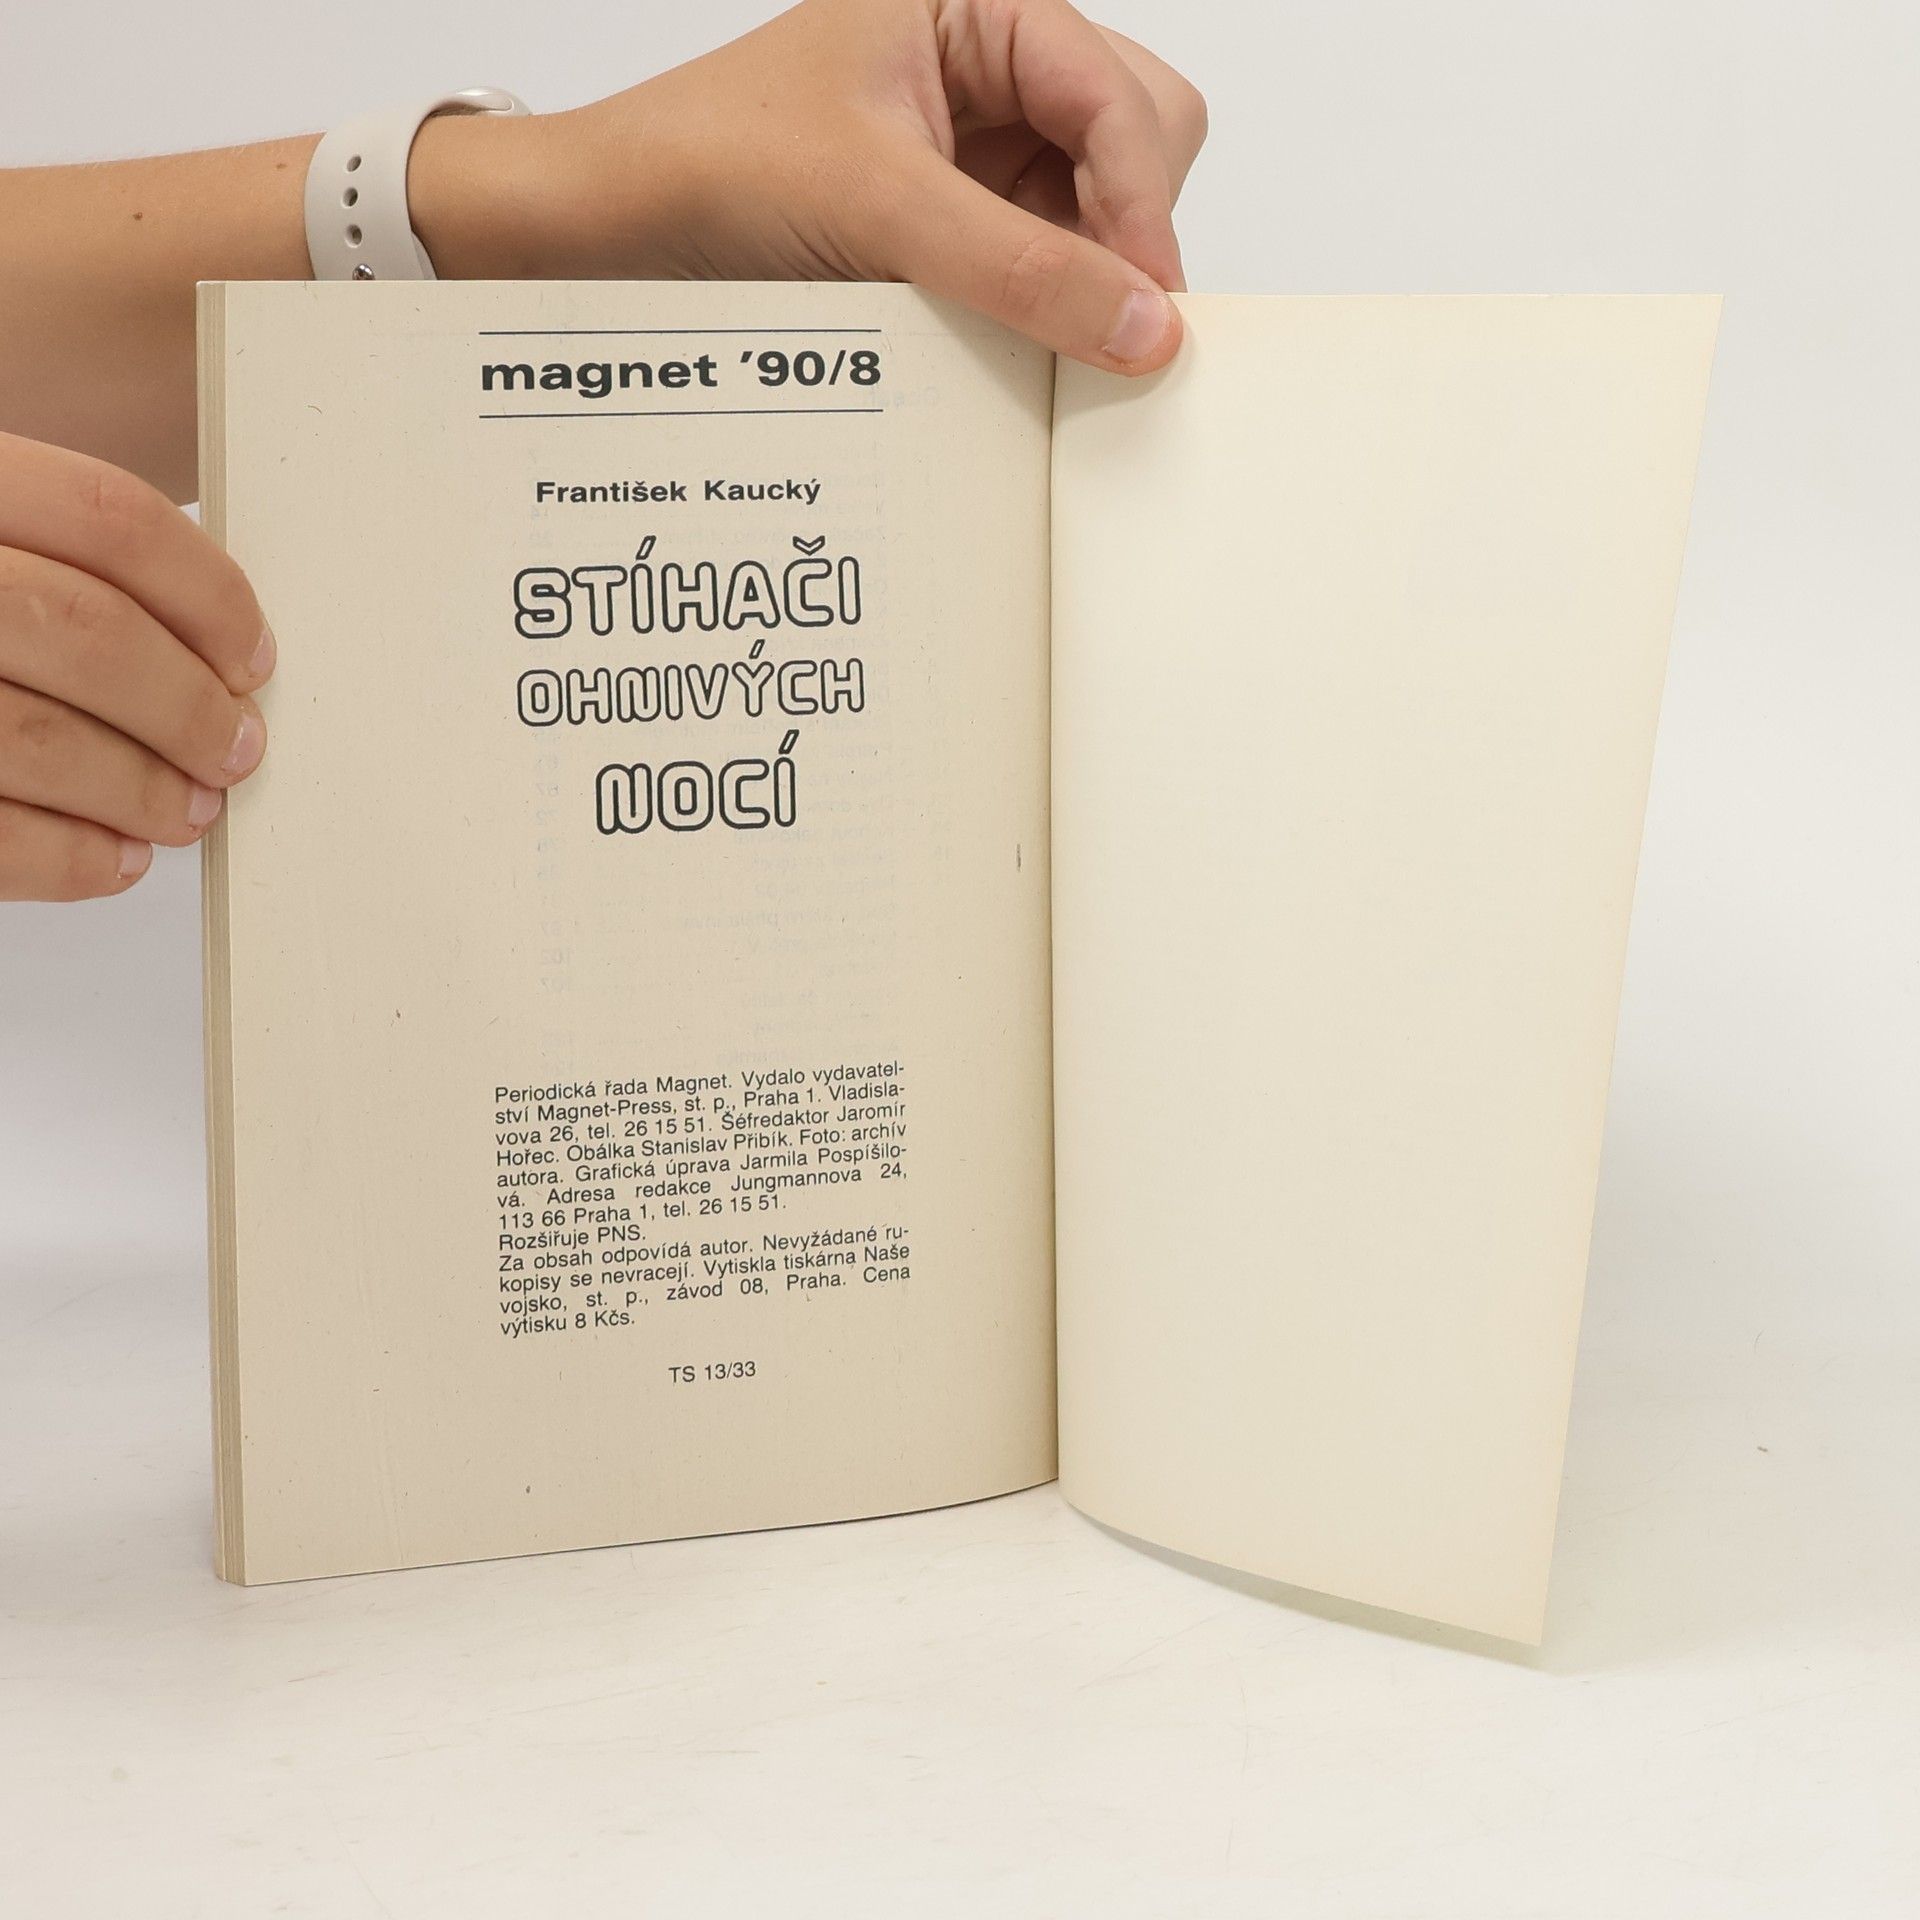 magnet ’90/8
František Kaucký
STÍHAČI
OHNIVÝCH
NOCÍ
Periodická řada Magnet. Vydalo vydavatel-
ství Magnet-Press, st. p., Praha 1. Vladisla-
vova 26, tel. 26 15 51. Šéfredaktor Jaromír
Hořec. Obálka Stanislav Přibík. Foto: archív
autora. Grafická úprava Jarmila Pospíšilo-
vá. Adresa redakce Jungmannova 24,
113 66 Praha 1, tel. 26 15 51.
Rozšiřuje PNS.
Za obsah odpovídá autor. Nevyžádané ru-
kopisy se nevracejí. Vytiskla tiskárna Naše
vojsko, st. p., závod 08, Praha. Cena
výtisku 8 Kčs.
TS 13/33